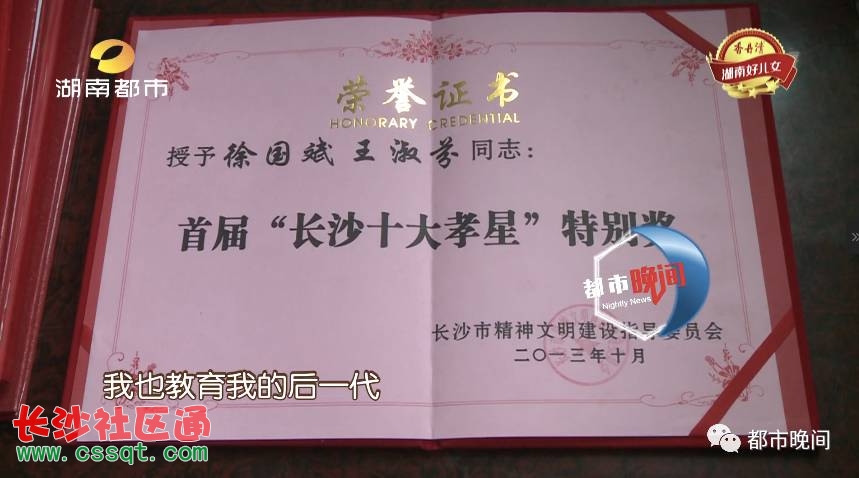 湖南都市
香丹清
湖南好儿女
荣誉证书
HONORARY CREDENTIAL
授予徐国斌 王淑芬同志：
首届“长沙十大孝星”特别奖
都市晚间
Nightly News
长沙市精神文明建设指导委员会
二〇一三年十月
我也教育我的后一代
长沙社区通
www.cssqt.com
都市晚间